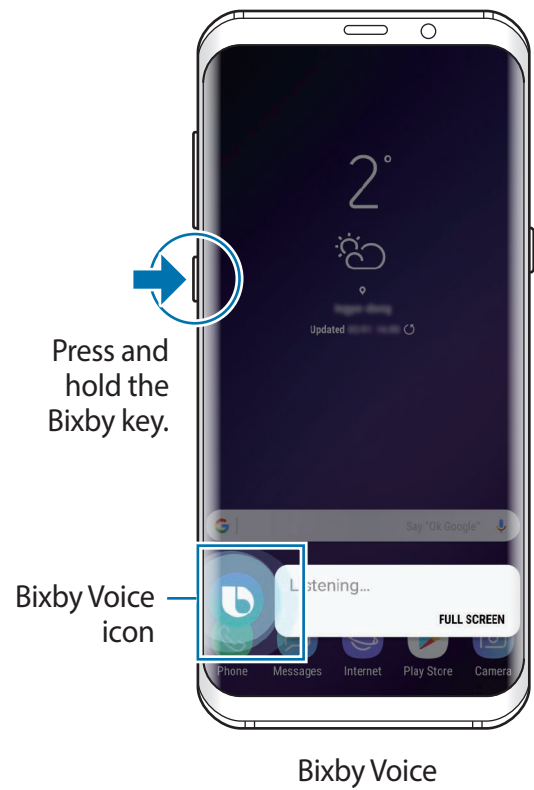 2°
Updated
Press and
hold the
Bixby key.
G
Say "Ok Google"
Bixby Voice
icon
Listening...
FULL SCREEN
Phone Messages Internet Play Store Camera
Bixby Voice